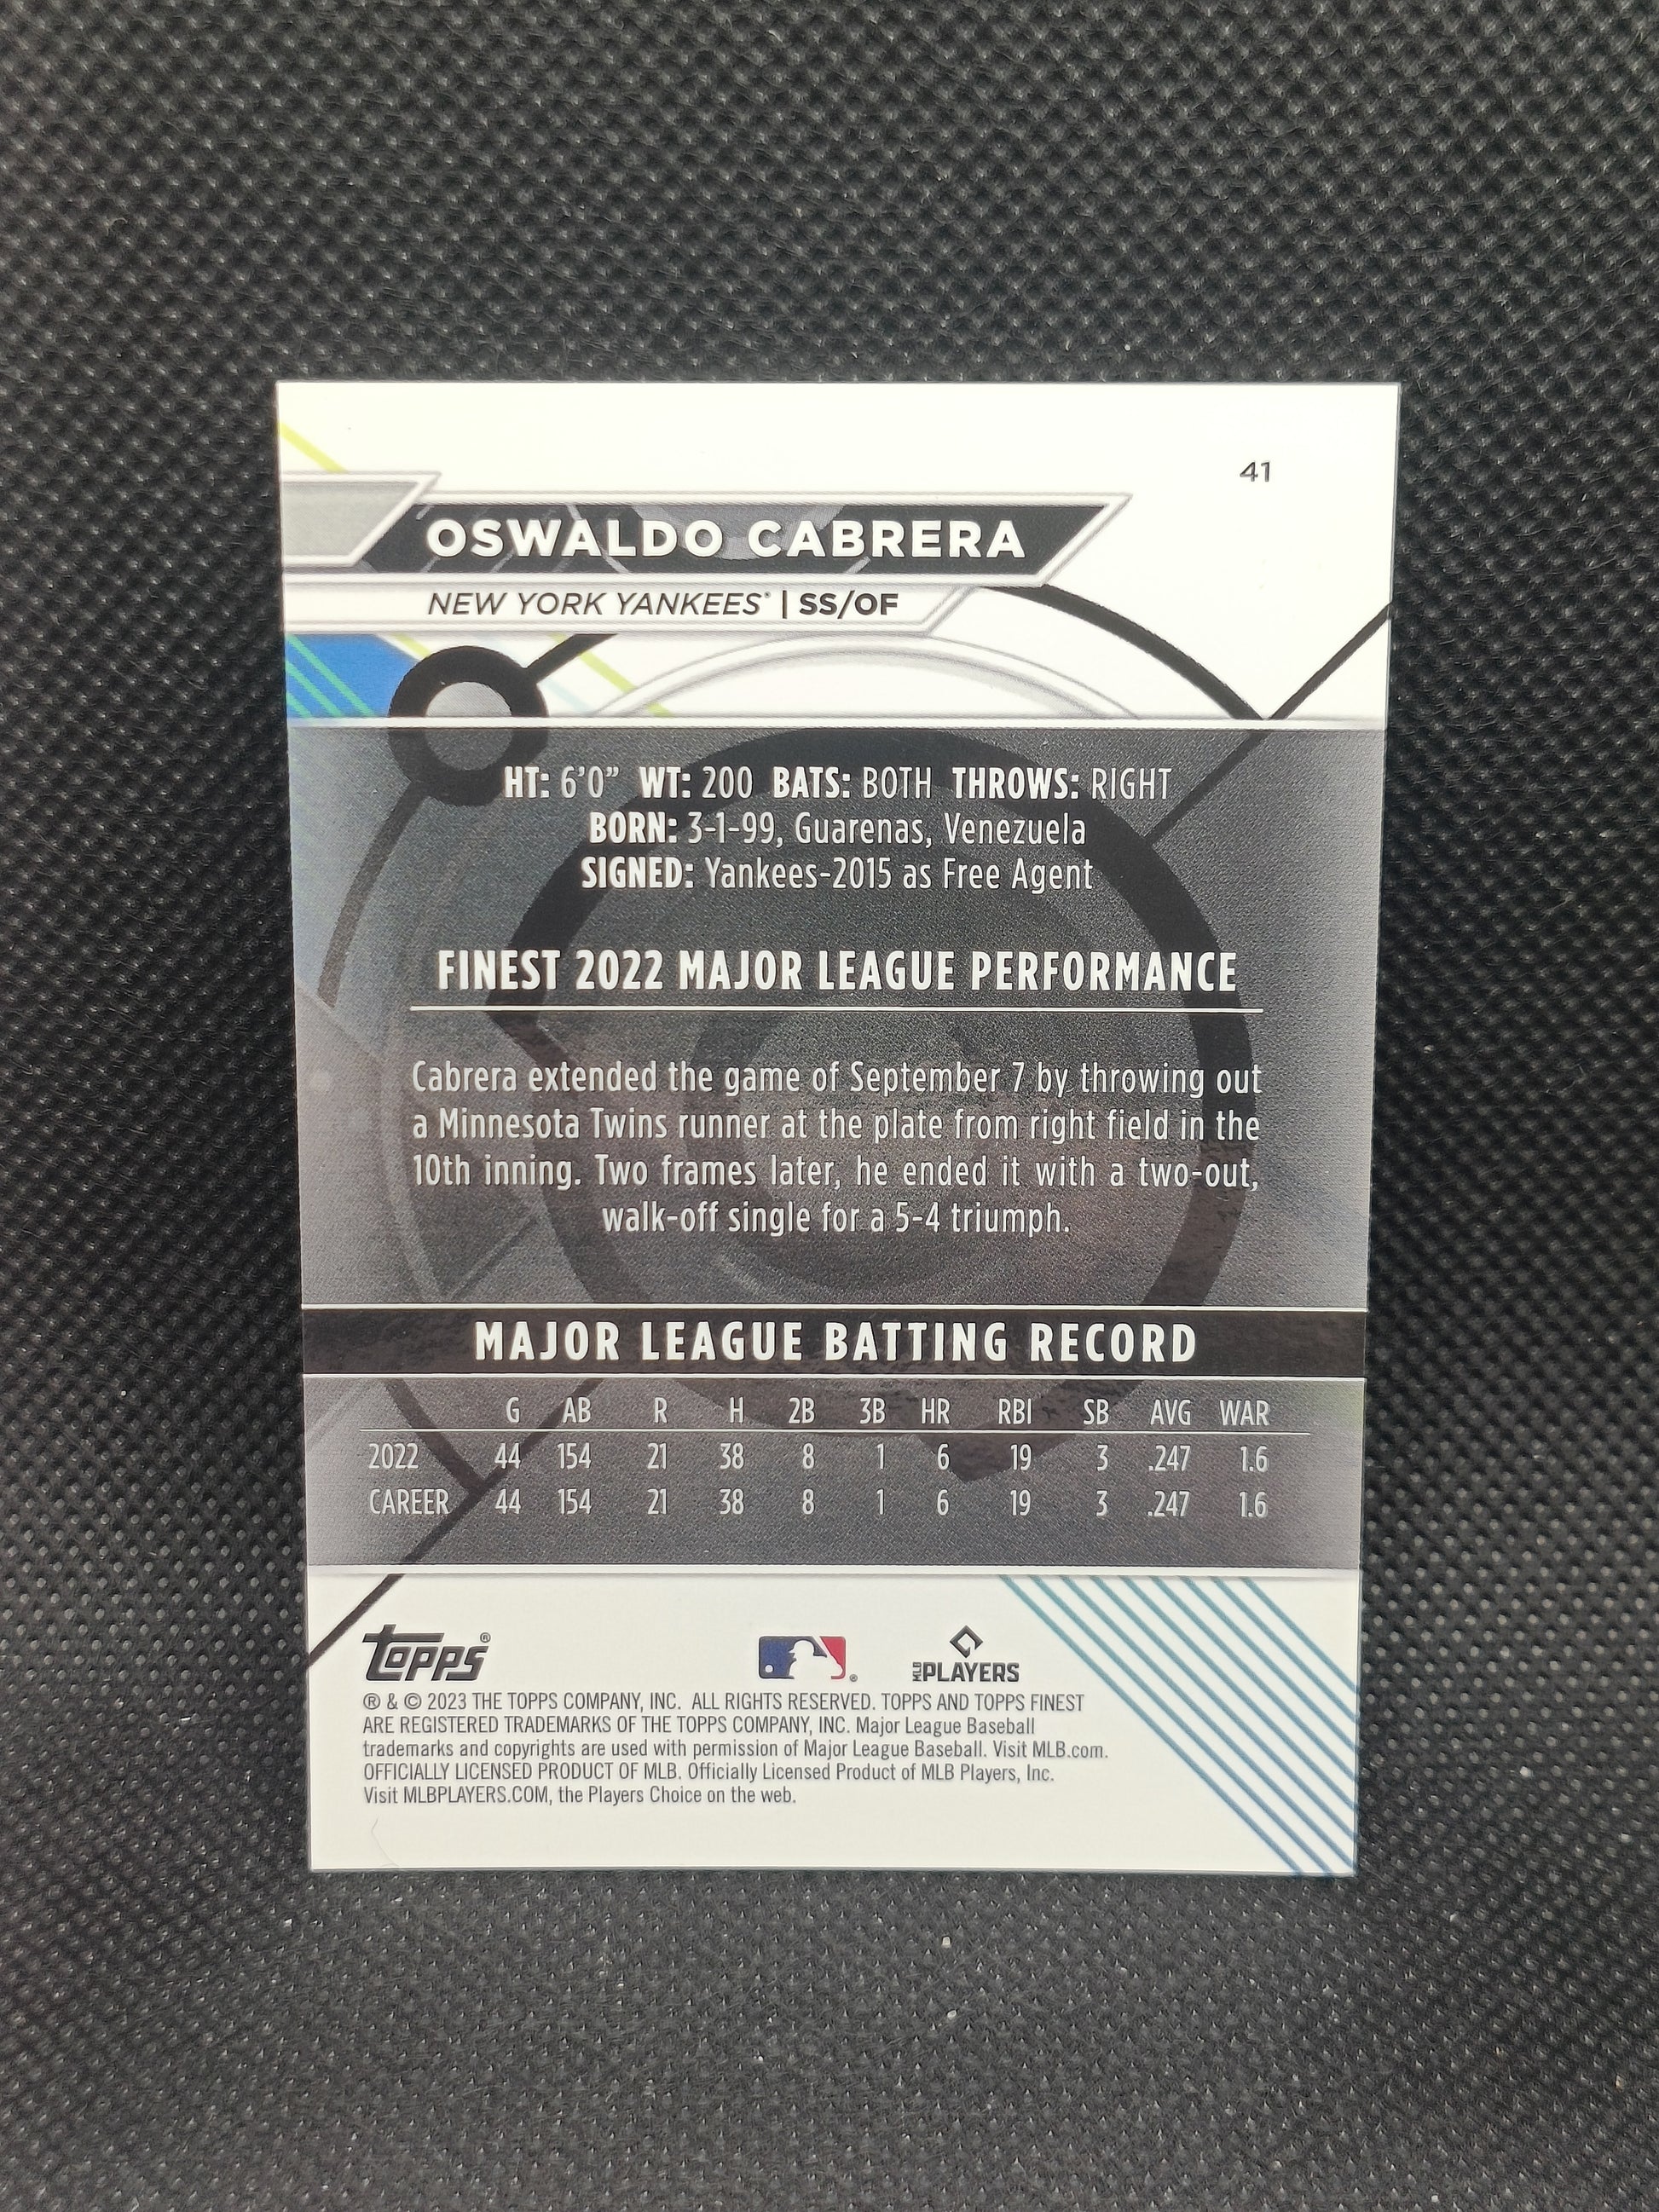 41
OSWALDO CABRERA
NEW YORK YANKEES® | SS/OF
HT: 6'0” WT: 200 BATS: BOTH THROWS: RIGHT
BORN: 3-1-99, Guarenas, Venezuela
SIGNED: Yankees-2015 as Free Agent
FINEST 2022 MAJOR LEAGUE PERFORMANCE
Cabrera extended the game of September 7 by throwing out
a Minnesota Twins runner at the plate from right field in the
10th inning. Two frames later, he ended it with a two-out,
walk-off single for a 5-4 triumph.
MAJOR LEAGUE BATTING RECORD
G AB R H 2B 3B HR RBI SB AVG WAR
2022 44 154 21 38 8 1 6 19 3 .247 1.6
CAREER 44 154 21 38 8 1 6 19 3 .247 1.6
topps® ® MLB PLAYERS
® & © 2023 THE TOPPS COMPANY, INC. ALL RIGHTS RESERVED. TOPPS AND TOPPS FINEST
ARE REGISTERED TRADEMARKS OF THE TOPPS COMPANY, INC. Major League Baseball
trademarks and copyrights are used with permission of Major League Baseball. Visit MLB.com.
OFFICIALLY LICENSED PRODUCT OF MLB. Officially Licensed Product of MLB Players, Inc.
Visit MLBPLAYERS.COM, the Players Choice on the web.